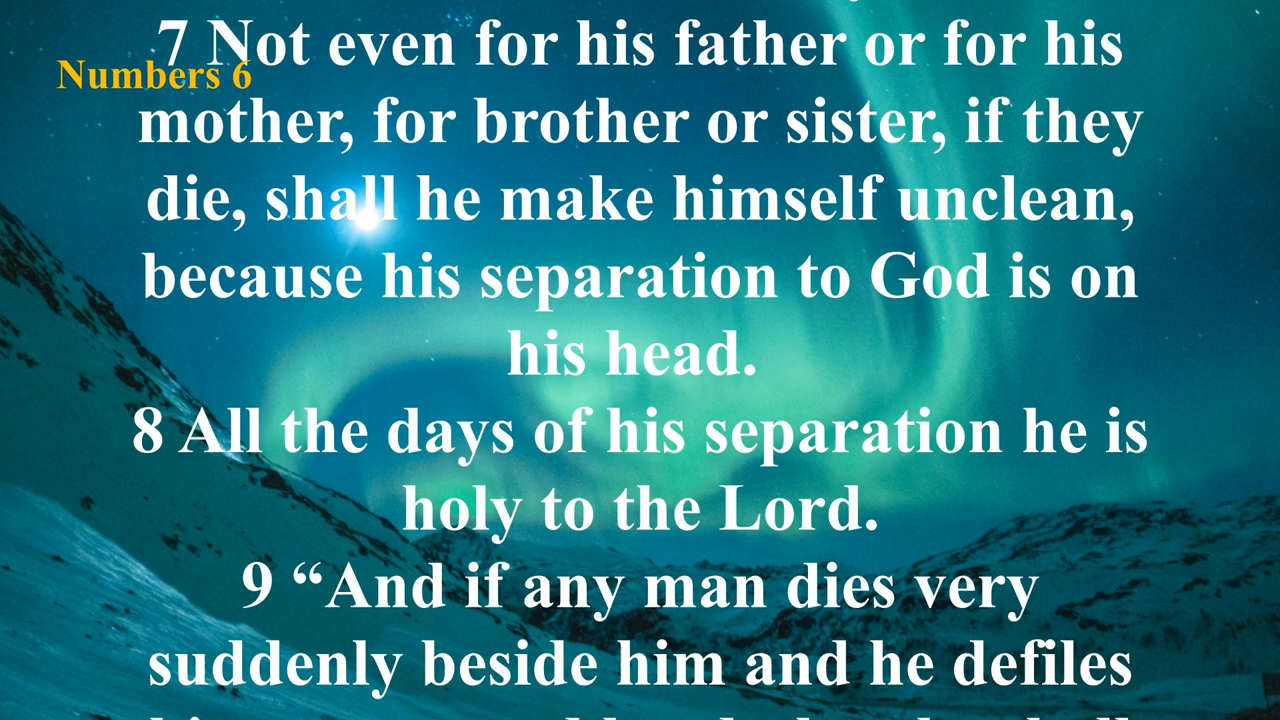 7 Not even for his father or for his
Numbers 6
mother, for brother or sister, if they
die, shall he make himself unclean,
because his separation to God is on
his head.
8 All the days of his separation he is
holy to the Lord.
9 “And if any man dies very
suddenly beside him and he defiles